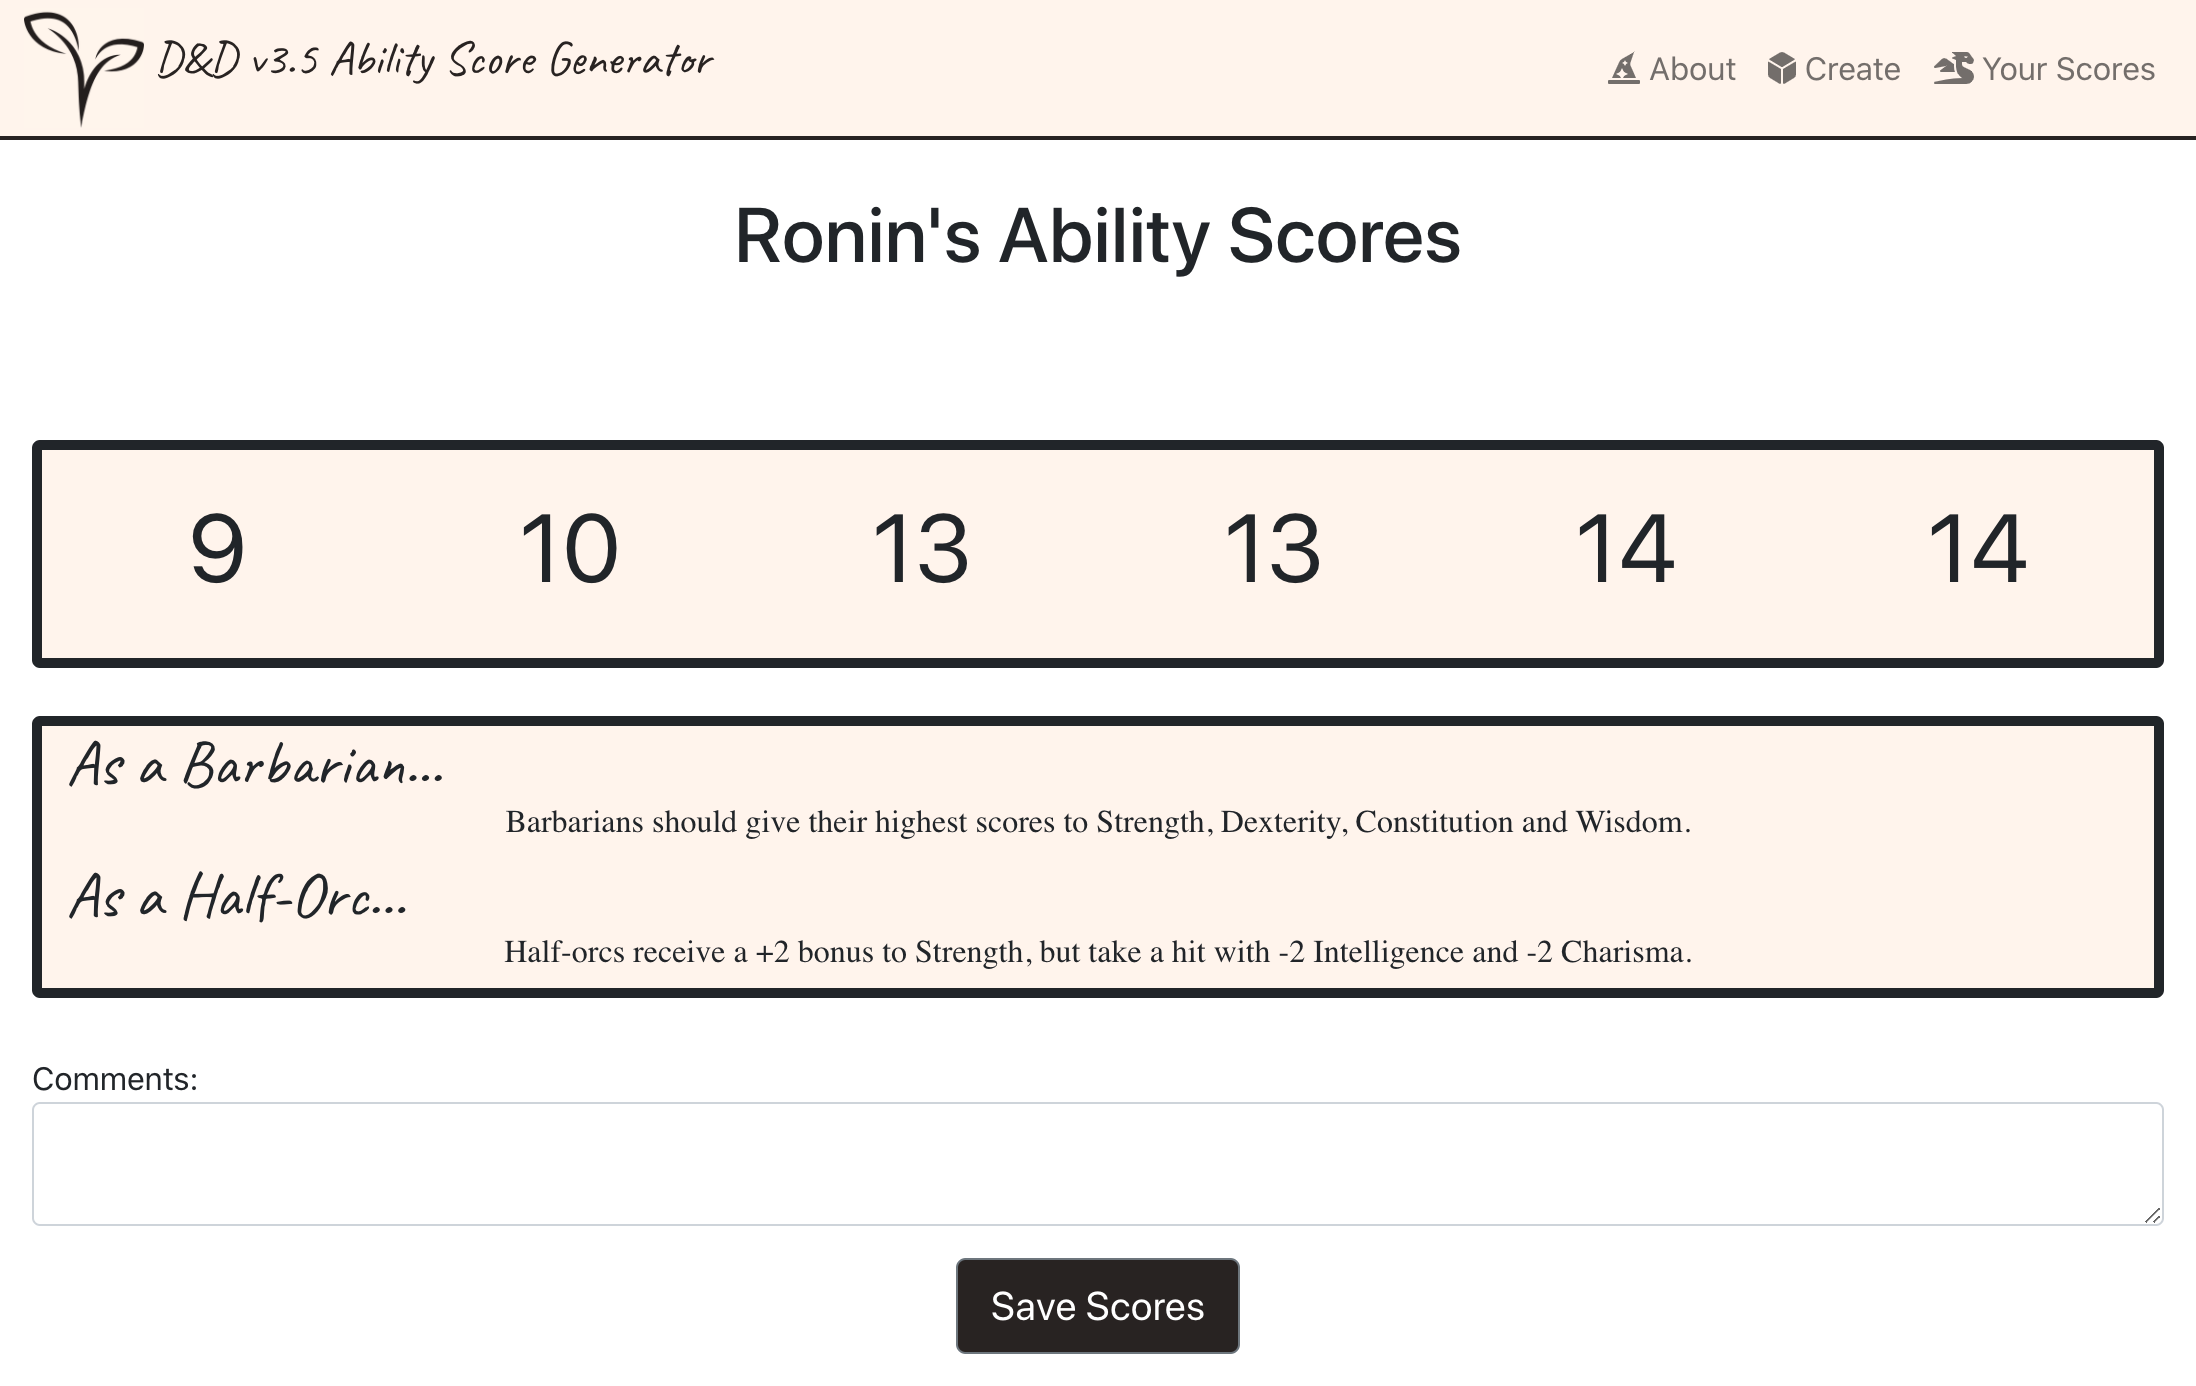 D&D v3.5 Ability Score Generator
About Create Your Scores
Ronin's Ability Scores
9 10 13 13 14 14
As a Barbarian...
Barbarians should give their highest scores to Strength, Dexterity, Constitution and Wisdom.
As a Half-Orc...
Half-orcs receive a +2 bonus to Strength, but take a hit with -2 Intelligence and -2 Charisma.
Comments:
Save Scores